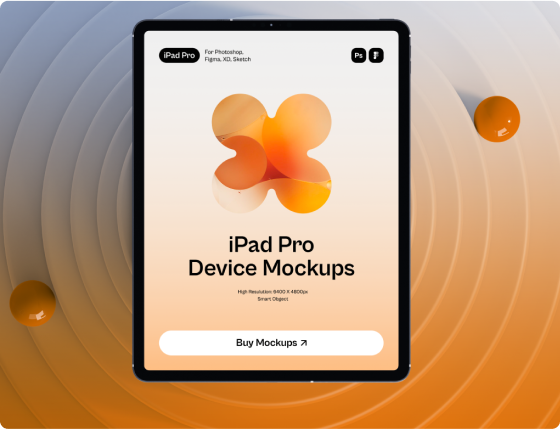 iPad Pro
For Photoshop,
Figma, XD, Sketch
Ps
iPad Pro
Device Mockups
High Resolution 6400 X 4800px
Smart Obgect
Buy Mockups ↗